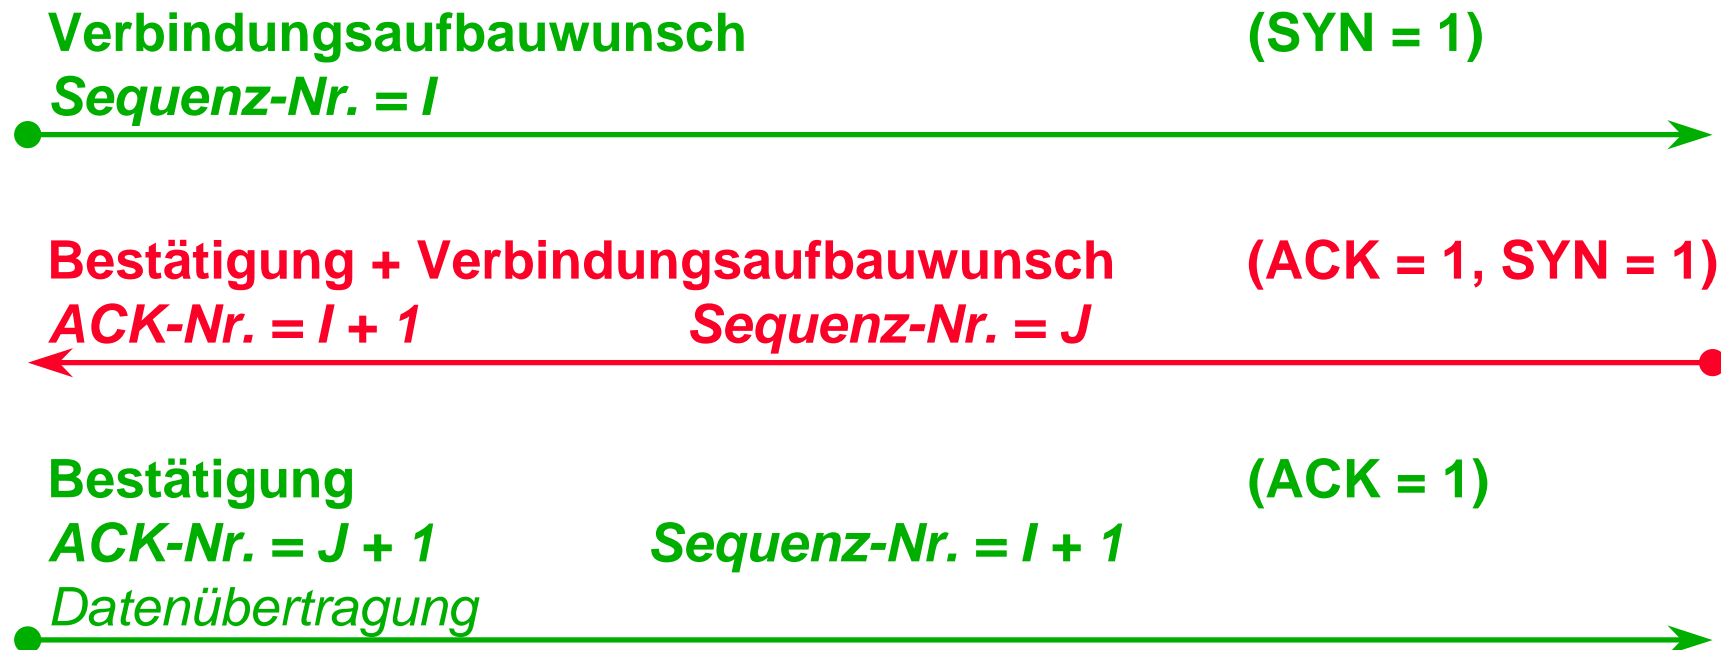 Verbindungsaufbauwunsch (SYN = 1)
Sequenz-Nr. = I
Bestätigung + Verbindungsaufbauwunsch (ACK = 1, SYN = 1)
ACK-Nr. = I + 1 Sequenz-Nr. = J
Bestätigung (ACK = 1)
ACK-Nr. = J + 1 Sequenz-Nr. = I + 1
Datenübertragung